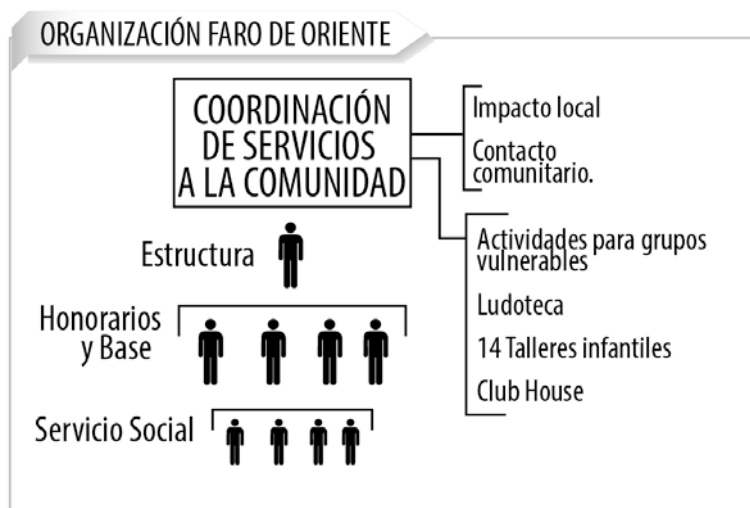 ORGANIZACIÓN FARO DE ORIENTE
COORDINACIÓN
DE SERVICIOS
A LA COMUNIDAD
Impacto local
Contacto
comunitario.
Actividades para grupos
vulnerables
Ludoteca
14 Talleres infantiles
Club House
Estructura
Honorarios
y Base
Servicio Social